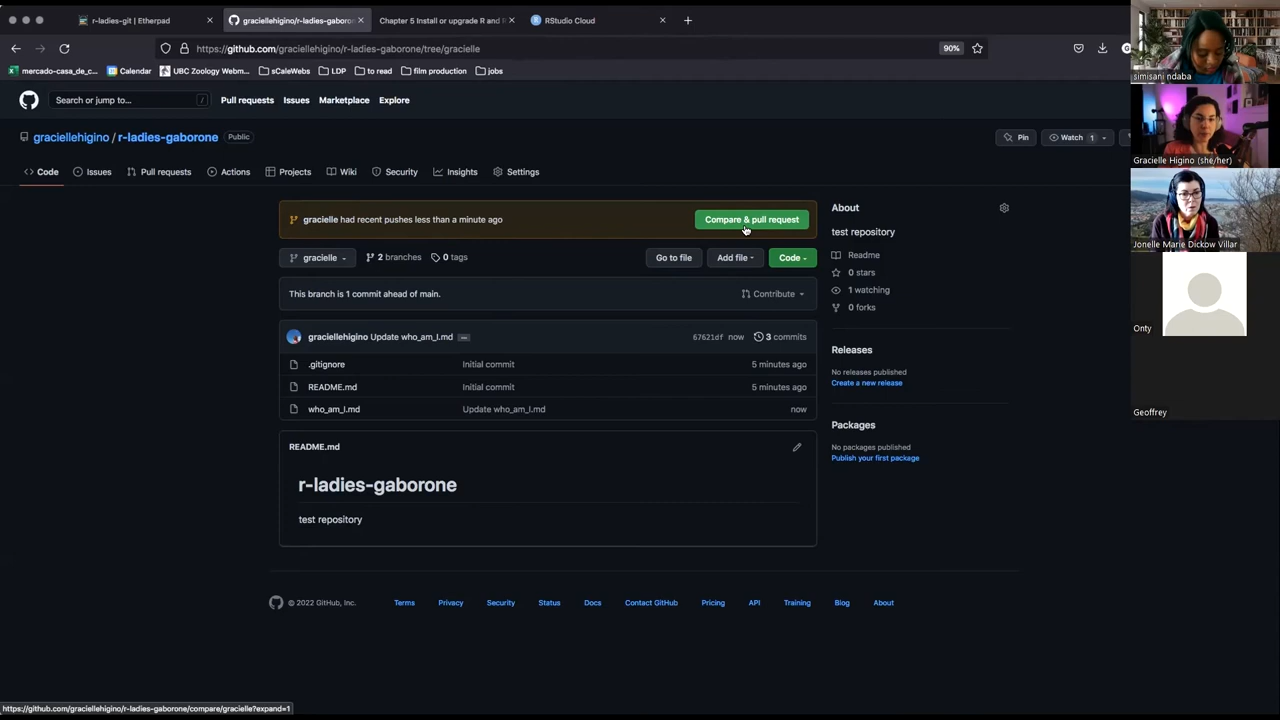 r-ladies-git | Etherpad
graciellehigino/r-ladies-gaboron
Chapter 5 Install or upgrade R and R
RStudio Cloud
https://github.com/graciellehigino/r-ladies-gaborone/tree/gracielle
90%
mercado-casa_de_c...
Calendar
UBC Zoology Webm...
sCaleWebs
LDP
to read
film production
jobs
Search or jump to...
/
Pull requests
Issues
Marketplace
Explore
graciellehigino / r-ladies-gaborone
Public
Pin
Watch 1
Code
Issues
Pull requests
Actions
Projects
Wiki
Security
Insights
Settings
gracielle had recent pushes less than a minute ago
Compare & pull request
gracielle
2 branches
0 tags
Go to file
Add file
Code
This branch is 1 commit ahead of main.
Contribute
graciellehigino Update who_am_I.md ...
67621df now
3 commits
.gitignore
Initial commit
5 minutes ago
README.md
Initial commit
5 minutes ago
who_am_I.md
Update who_am_I.md
now
README.md
r-ladies-gaborone
test repository
About
test repository
Readme
0 stars
1 watching
0 forks
Releases
No releases published
Create a new release
Packages
No packages published
Publish your first package
© 2022 GitHub, Inc.
Terms
Privacy
Security
Status
Docs
Contact GitHub
Pricing
API
Training
Blog
About
https://github.com/graciellehigino/r-ladies-gaborone/compare/gracielle?expand=1
simisani ndaba
Gracielle Higino (she/her)
Jonelle Marie Dickow Villar
Onty
Geoffrey